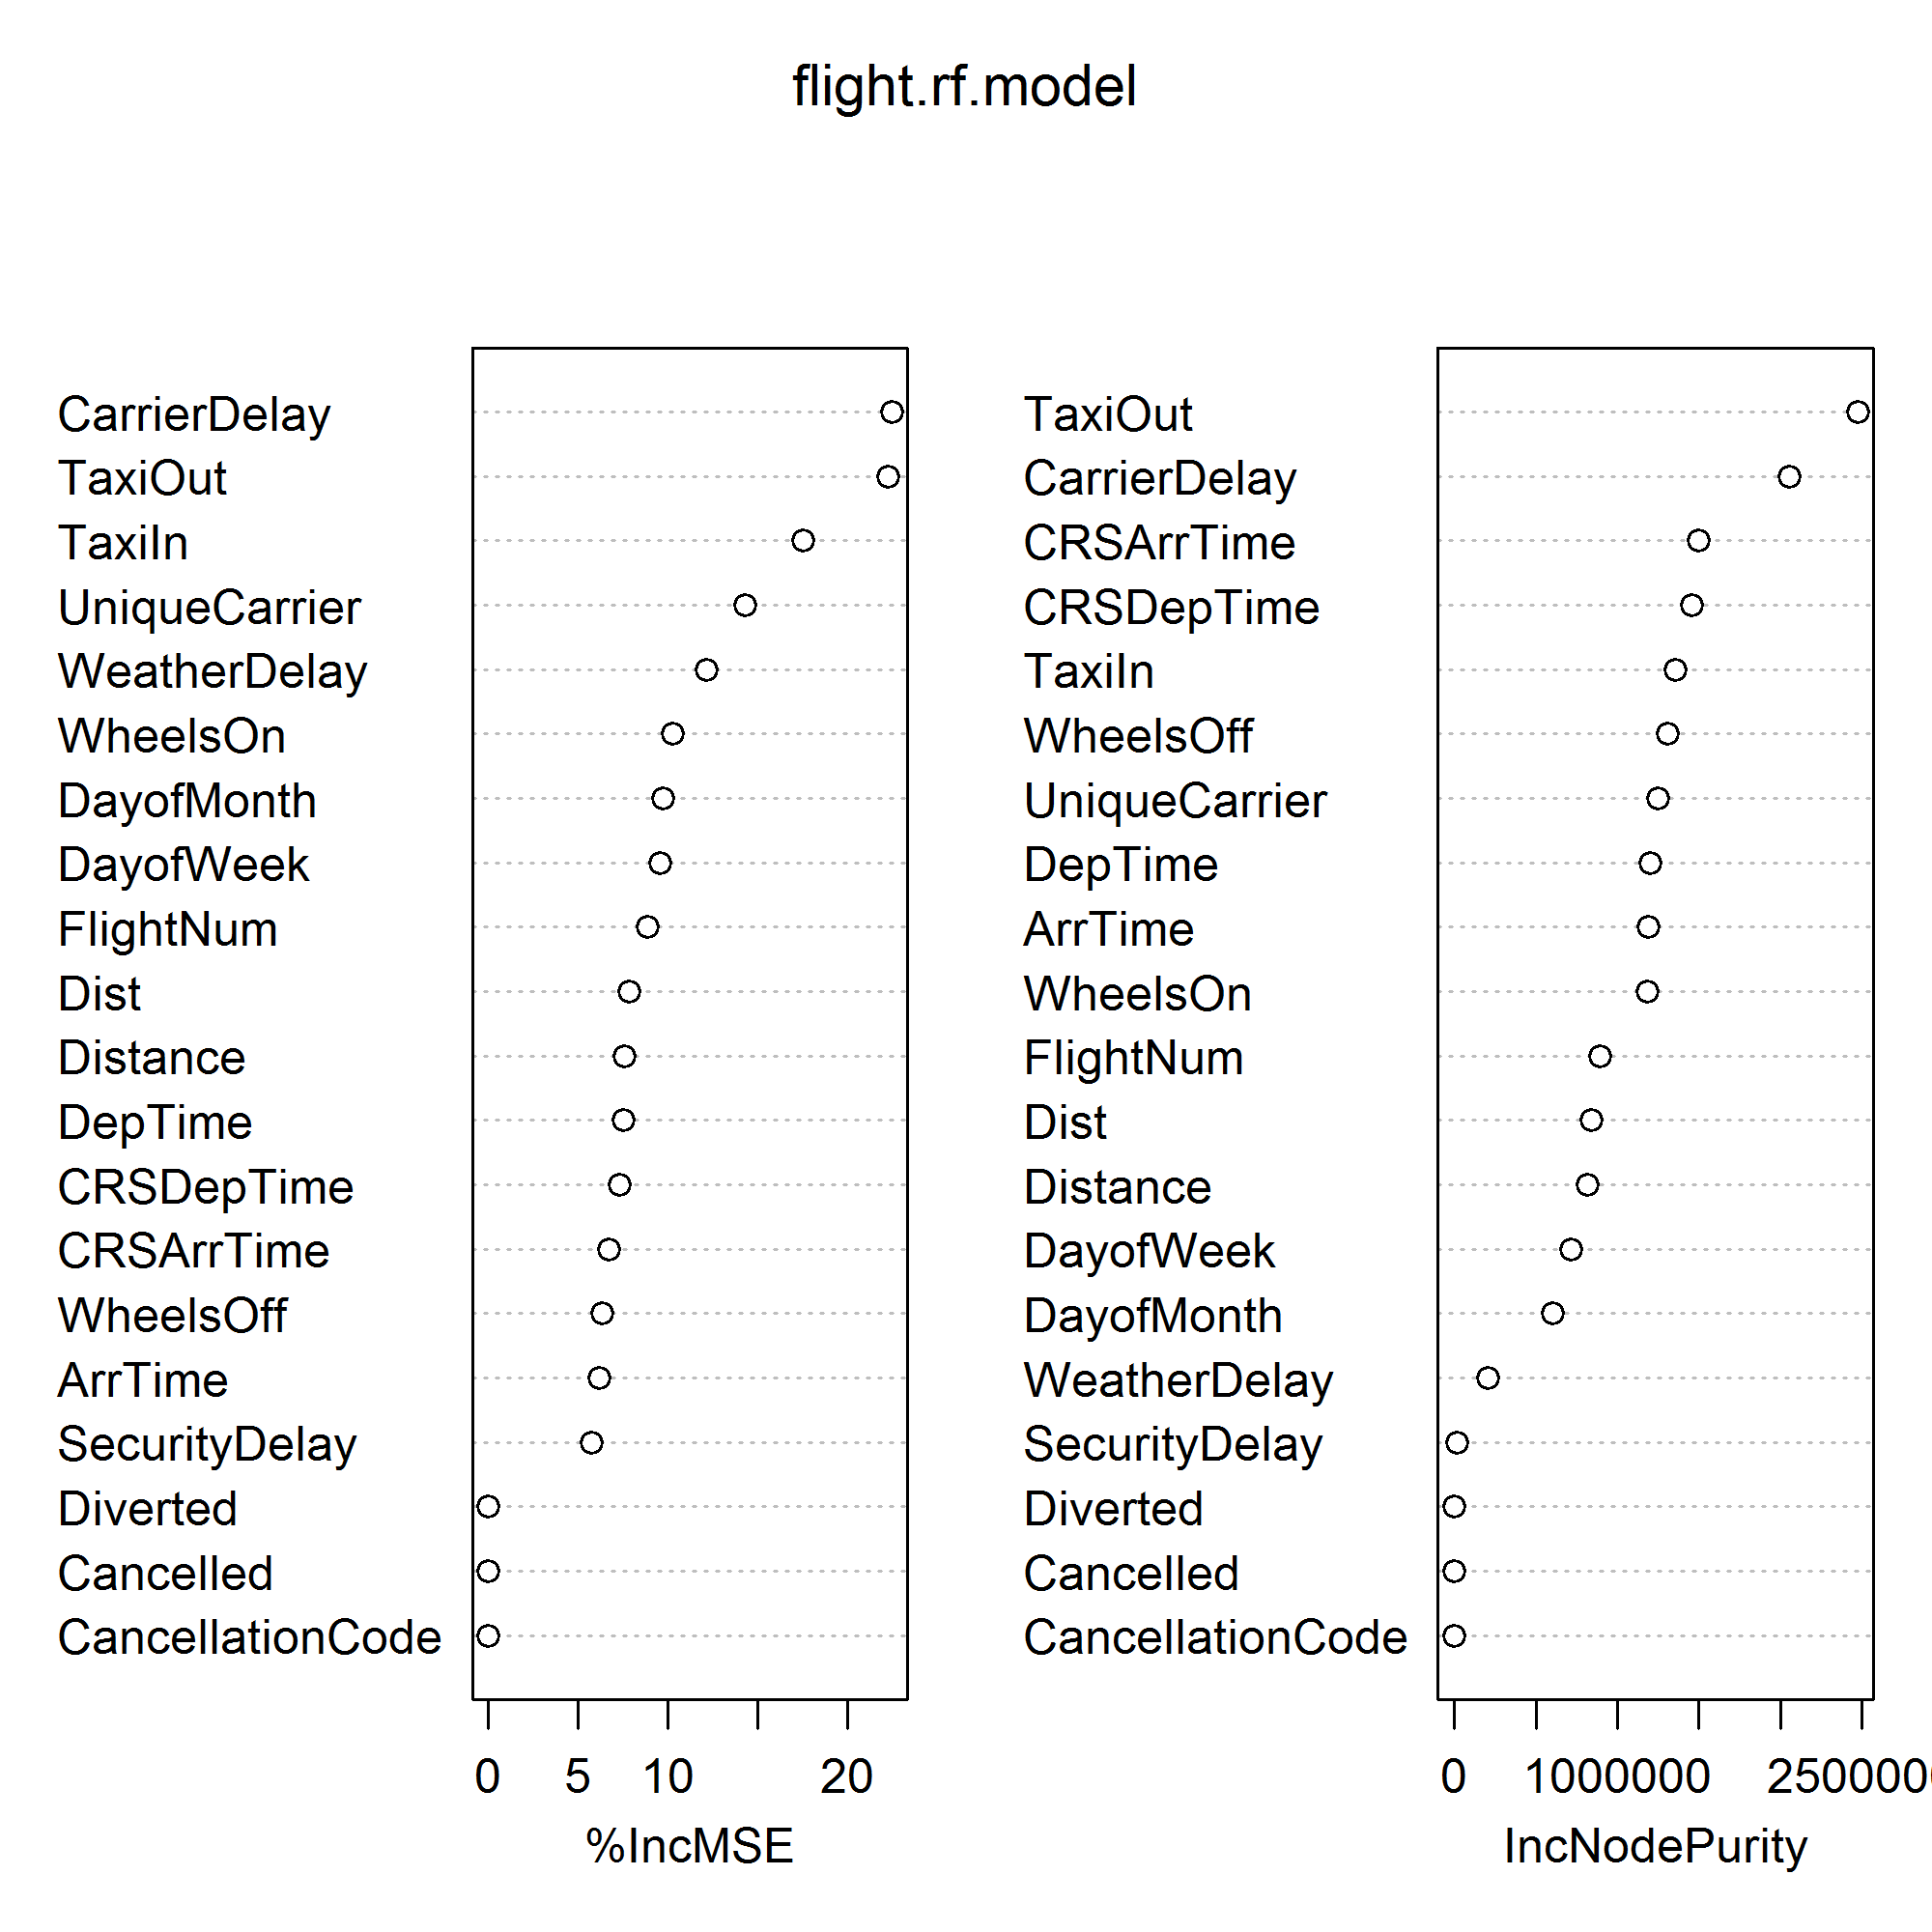 flight.rf.model
CarrierDelay
TaxiOut
TaxiIn
UniqueCarrier
WeatherDelay
WheelsOn
DayofMonth
DayofWeek
FlightNum
Dist
Distance
DepTime
CRSDepTime
CRSArrTime
WheelsOff
ArrTime
SecurityDelay
Diverted
Cancelled
CancellationCode
0 5 10 20
%IncMSE
TaxiOut
CarrierDelay
CRSArrTime
CRSDepTime
TaxiIn
WheelsOff
UniqueCarrier
DepTime
ArrTime
WheelsOn
FlightNum
Dist
Distance
DayofWeek
DayofMonth
WeatherDelay
SecurityDelay
Diverted
Cancelled
CancellationCode
0 1000000 2500000
IncNodePurity